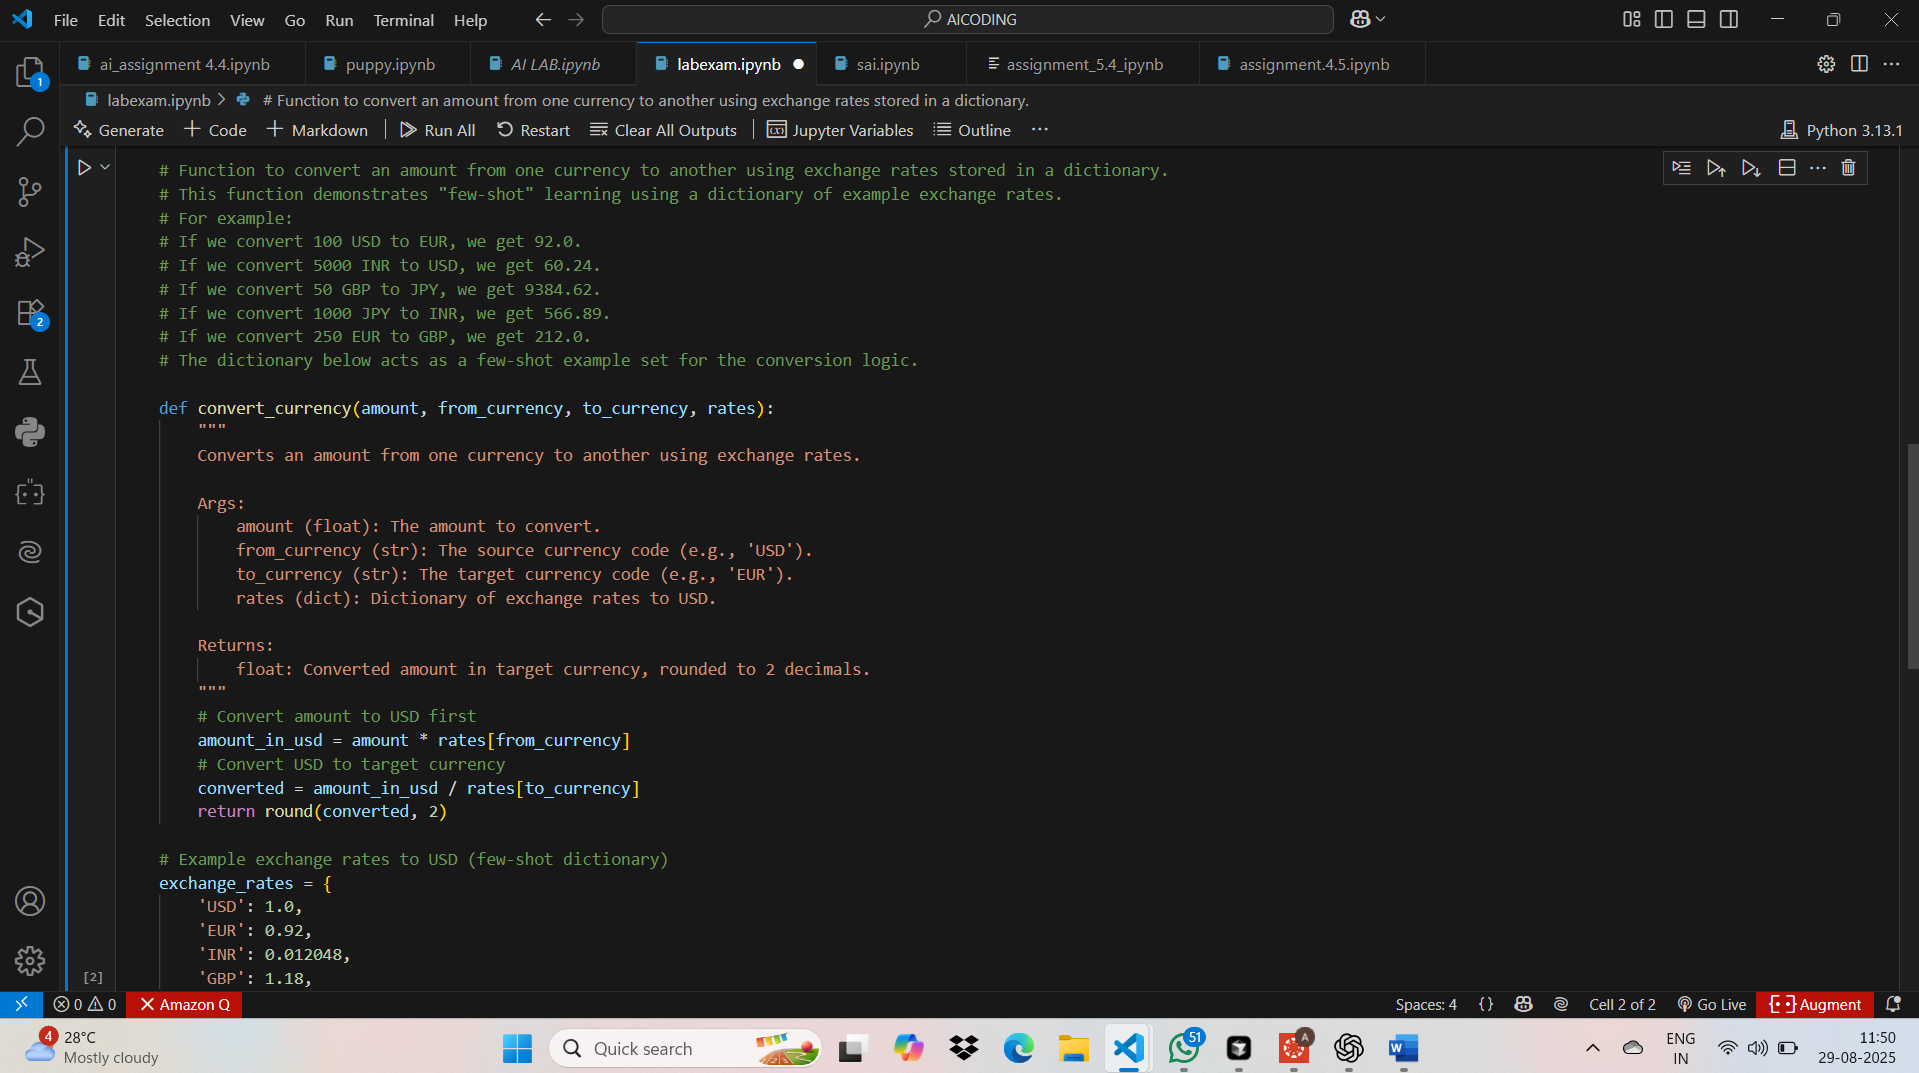 File Edit Selection View Go Run Terminal Help
AICODING
1
ai_assignment 4.4.ipynb
puppy.ipynb
AI LAB.ipynb
labexam.ipynb
sai.ipynb
assignment_5.4_ipynb
assignment.4.5.ipynb
labexam.ipynb > # Function to convert an amount from one currency to another using exchange rates stored in a dictionary.
Generate + Code + Markdown Run All Restart Clear All Outputs Jupyter Variables Outline ...
Python 3.13.1
# Function to convert an amount from one currency to another using exchange rates stored in a dictionary.
# This function demonstrates "few-shot" learning using a dictionary of example exchange rates.
# For example:
# If we convert 100 USD to EUR, we get 92.0.
# If we convert 5000 INR to USD, we get 60.24.
# If we convert 50 GBP to JPY, we get 9384.62.
# If we convert 1000 JPY to INR, we get 566.89.
2
# If we convert 250 EUR to GBP, we get 212.0.
# The dictionary below acts as a few-shot example set for the conversion logic.
def convert_currency(amount, from_currency, to_currency, rates):
"""
Converts an amount from one currency to another using exchange rates.
Args:
amount (float): The amount to convert.
from_currency (str): The source currency code (e.g., 'USD').
to_currency (str): The target currency code (e.g., 'EUR').
rates (dict): Dictionary of exchange rates to USD.
Returns:
float: Converted amount in target currency, rounded to 2 decimals.
"""
# Convert amount to USD first
amount_in_usd = amount * rates[from_currency]
# Convert USD to target currency
converted = amount_in_usd / rates[to_currency]
return round(converted, 2)
# Example exchange rates to USD (few-shot dictionary)
exchange_rates = {
'USD': 1.0,
'EUR': 0.92,
'INR': 0.012048,
'GBP': 1.18,
[2]
0 0 Amazon Q
Spaces: 4 {} Cell 2 of 2 Go Live Augment
4
28°C
Mostly cloudy
Quick search
51
A
W
ENG
IN
11:50
29-08-2025